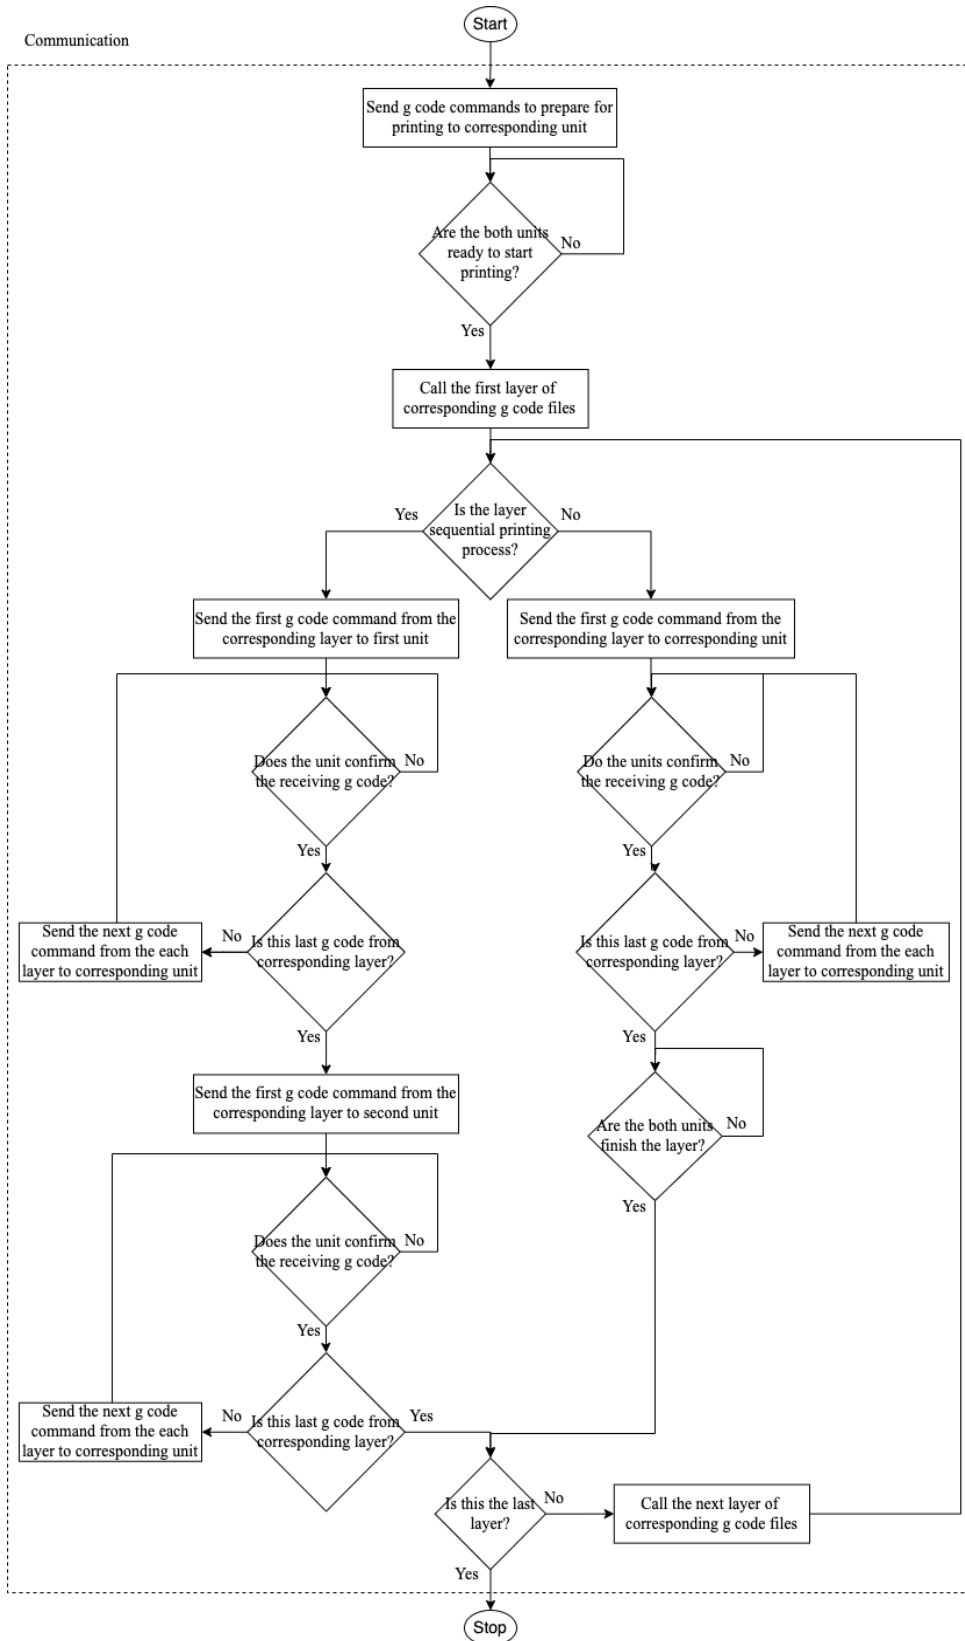 Start
Communication
Send g code commands to prepare for
printing to corresponding unit
Are the both units
ready to start
printing?
No
Yes
Call the first layer of
corresponding g code files
Is the layer
sequential printing
process?
Yes
No
Send the first g code command from the
corresponding layer to first unit
Send the first g code command from the
corresponding layer to corresponding unit
Does the unit confirm
the receiving g code?
No
Do the units confirm
the receiving g code?
No
Yes
Yes
Send the next g code
command from the each
layer to corresponding unit
No
Is this last g code from
corresponding layer?
Is this last g code from
corresponding layer?
No
Send the next g code
command from the each
layer to corresponding unit
Yes
Yes
Send the first g code command from the
corresponding layer to second unit
Are the both units
finish the layer?
No
Yes
Does the unit confirm
the receiving g code?
No
Yes
Send the next g code
command from the each
layer to corresponding unit
No
Is this last g code from
corresponding layer?
Yes
Is this the last
layer?
No
Call the next layer of
corresponding g code files
Yes
Stop